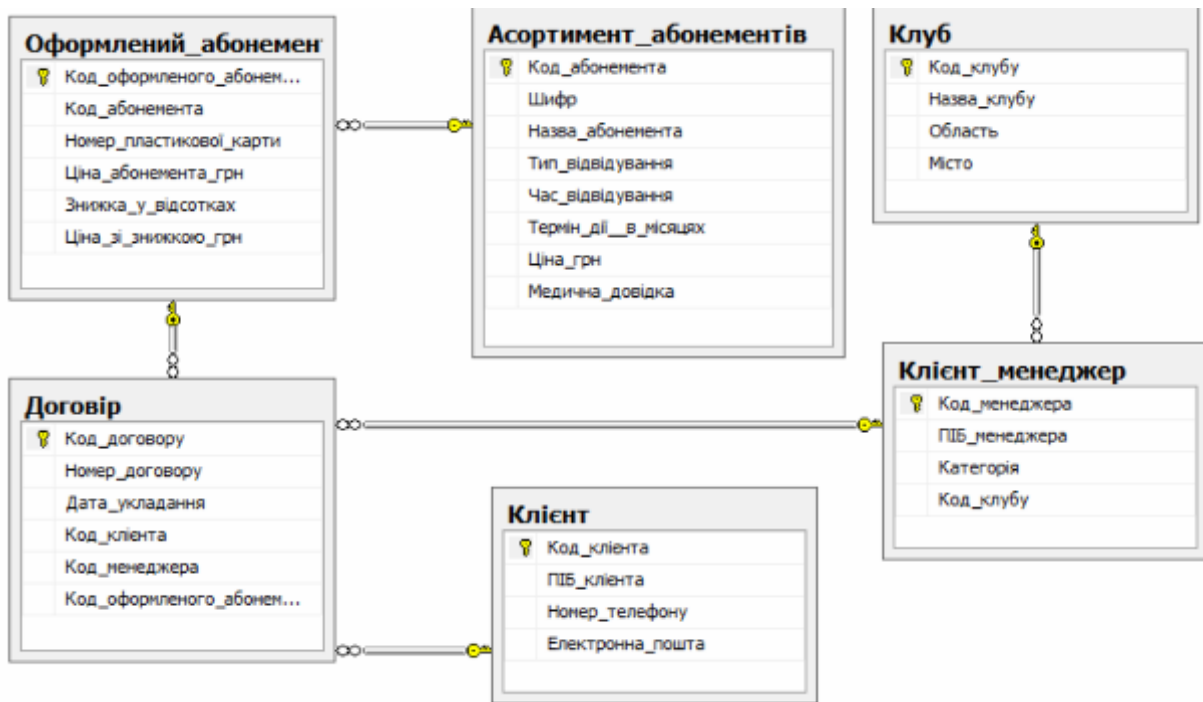 Оформлений_абонемент
Код_оформленого_абонем...
Код_абонемента
Номер_пластикової_карти
Ціна_абонемента_грн
Знижка_у_відсотках
Ціна_зі_знижкою_грн
Асортимент_абонементів
Код_абонемента
Шифр
Назва_абонемента
Тип_відвідування
Час_відвідування
Термін_дії__в_місяцях
Ціна_грн
Медична_довідка
Клуб
Код_клубу
Назва_клубу
Область
Місто
Договір
Код_договору
Номер_договору
Дата_укладання
Код_клієнта
Код_менеджера
Код_оформленого_абонем...
Клієнт
Код_клієнта
ПІБ_клієнта
Номер_телефону
Електронна_пошта
Клієнт_менеджер
Код_менеджера
ПІБ_менеджера
Категорія
Код_клубу